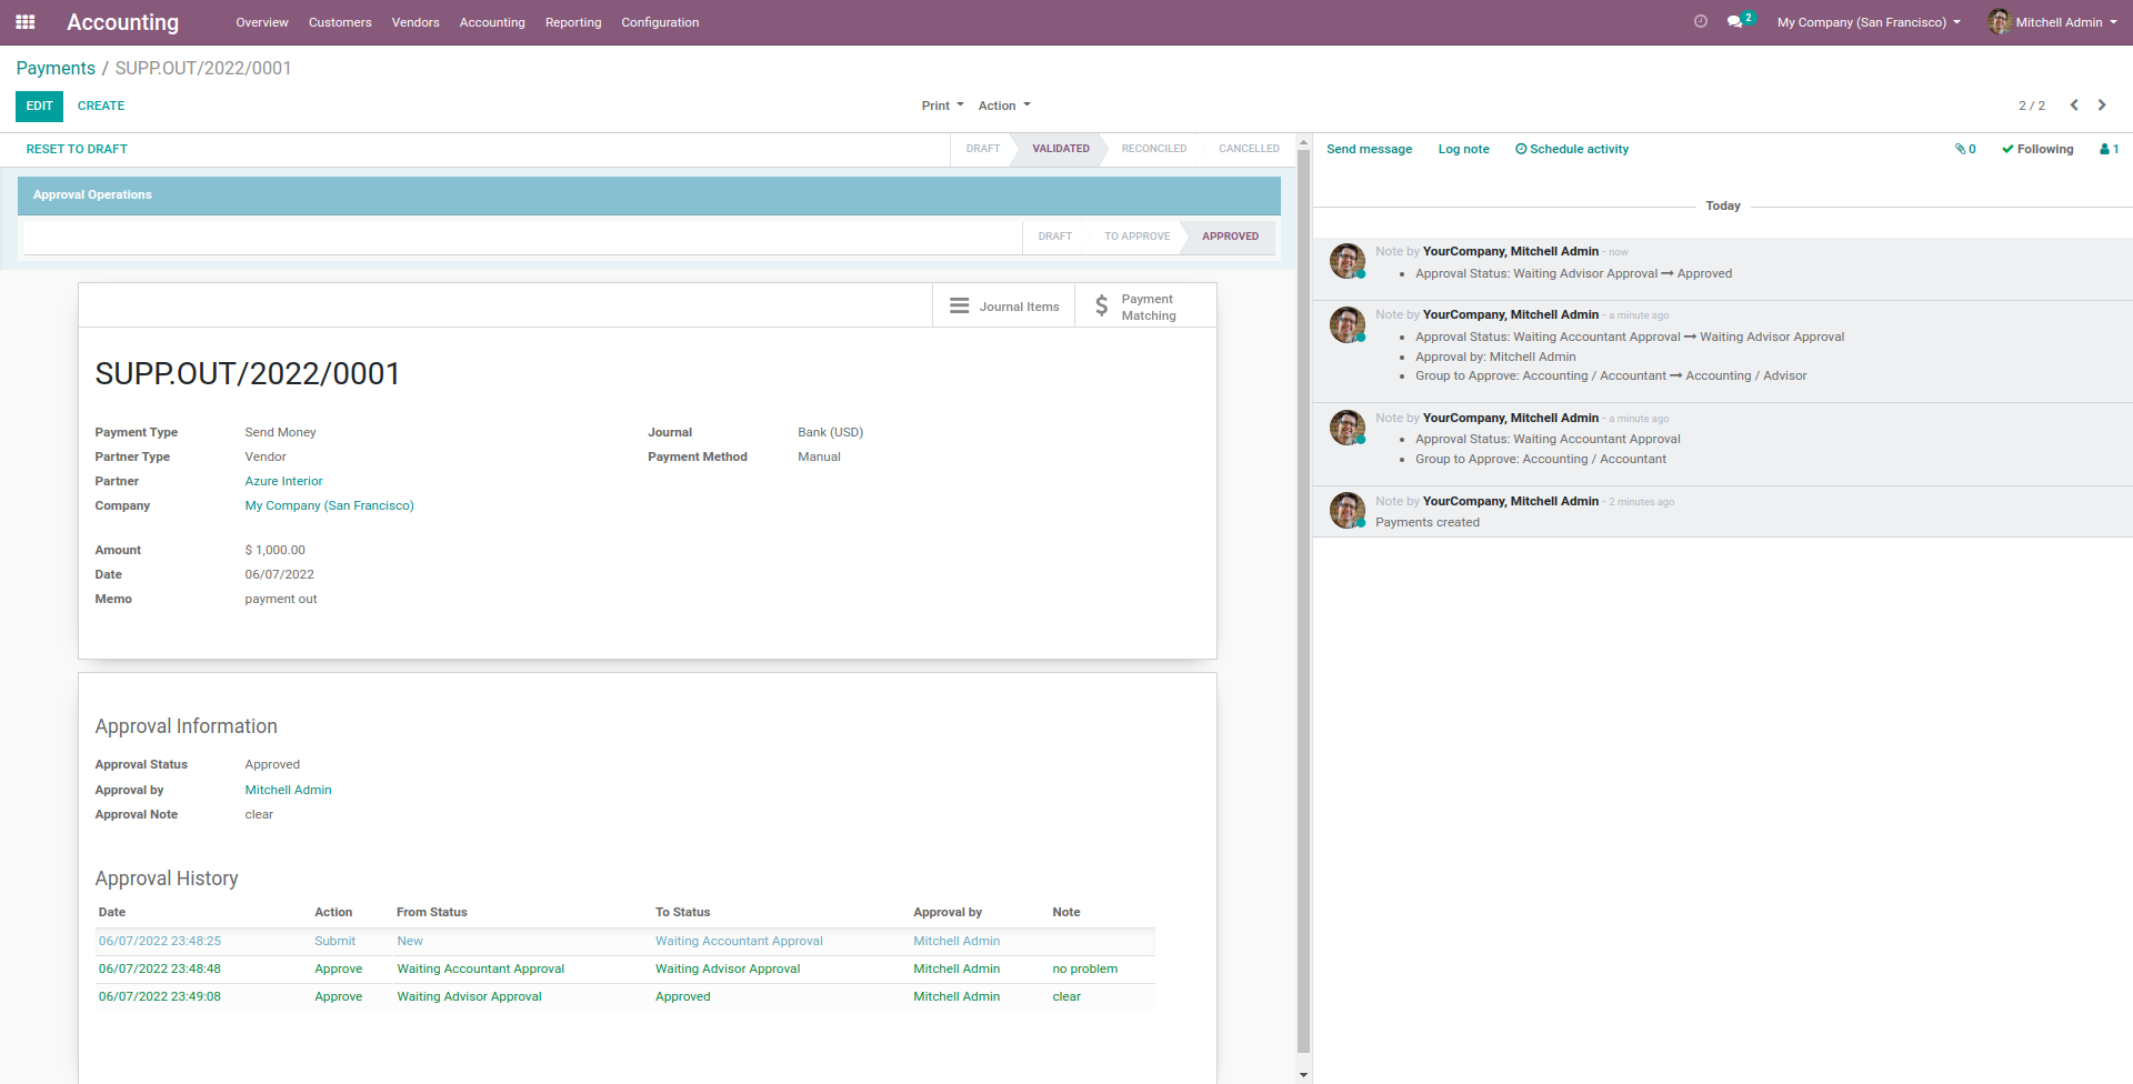 Accounting Overview Customers Vendors Accounting Reporting Configuration 2 My Company (San Francisco) Mitchell Admin
Payments / SUPP.OUT/2022/0001
EDIT CREATE Print Action 2 / 2
RESET TO DRAFT DRAFT VALIDATED RECONCILED CANCELLED
Approval Operations
DRAFT TO APPROVE APPROVED
Journal Items $ Payment Matching
SUPP.OUT/2022/0001
Payment Type Send Money Journal Bank (USD)
Partner Type Vendor Payment Method Manual
Partner Azure Interior
Company My Company (San Francisco)
Amount $ 1,000.00
Date 06/07/2022
Memo payment out
Approval Information
Approval Status Approved
Approval by Mitchell Admin
Approval Note clear
Approval History
Date Action From Status To Status Approval by Note
06/07/2022 23:48:25 Submit New Waiting Accountant Approval Mitchell Admin
06/07/2022 23:48:48 Approve Waiting Accountant Approval Waiting Advisor Approval Mitchell Admin no problem
06/07/2022 23:49:08 Approve Waiting Advisor Approval Approved Mitchell Admin clear
Send message Log note Schedule activity 0 Following 1
Today
Note by YourCompany, Mitchell Admin - now
• Approval Status: Waiting Advisor Approval → Approved
Note by YourCompany, Mitchell Admin - a minute ago
• Approval Status: Waiting Accountant Approval → Waiting Advisor Approval
• Approval by: Mitchell Admin
• Group to Approve: Accounting / Accountant → Accounting / Advisor
Note by YourCompany, Mitchell Admin - a minute ago
• Approval Status: Waiting Accountant Approval
• Group to Approve: Accounting / Accountant
Note by YourCompany, Mitchell Admin - 2 minutes ago
Payments created